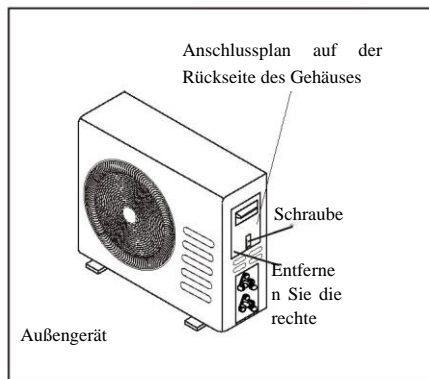 Anschlussplan auf der
Rückseite des Gehäuses
Schraube
Entferne
n Sie die
rechte
Außengerät